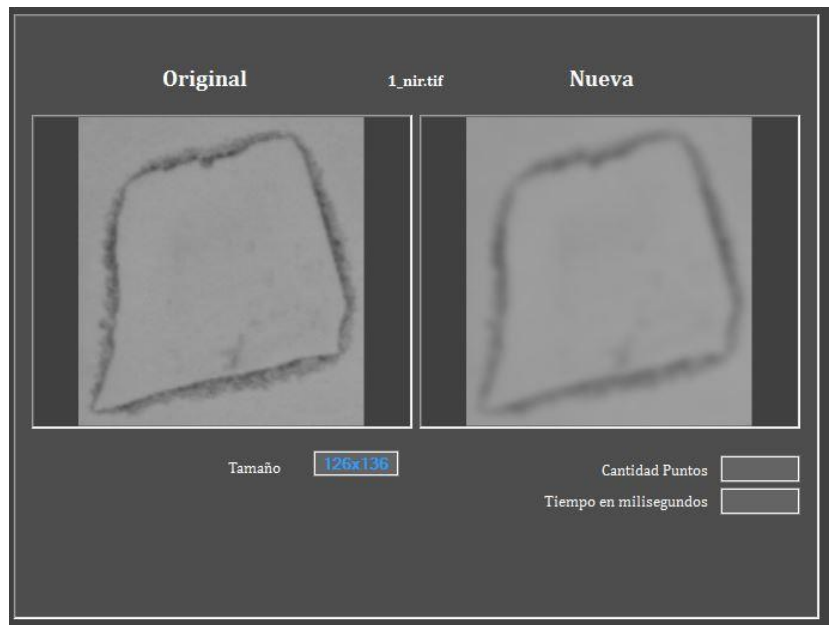 Original 1_nir.tif Nueva
Tamaño 126x136
Cantidad Puntos
Tiempo en milisegundos